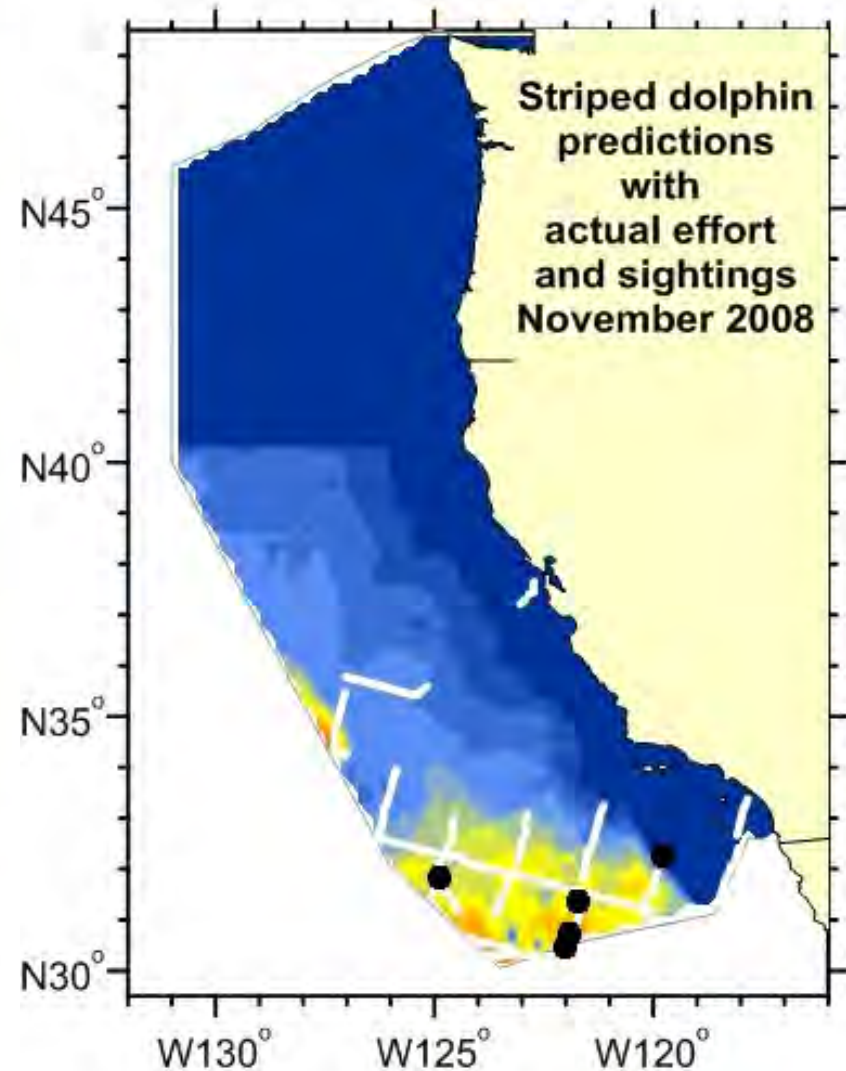 Striped dolphin
predictions
with
actual effort
and sightings
November 2008
N45°
N40°
N35°
N30°
W130°
W125°
W120°